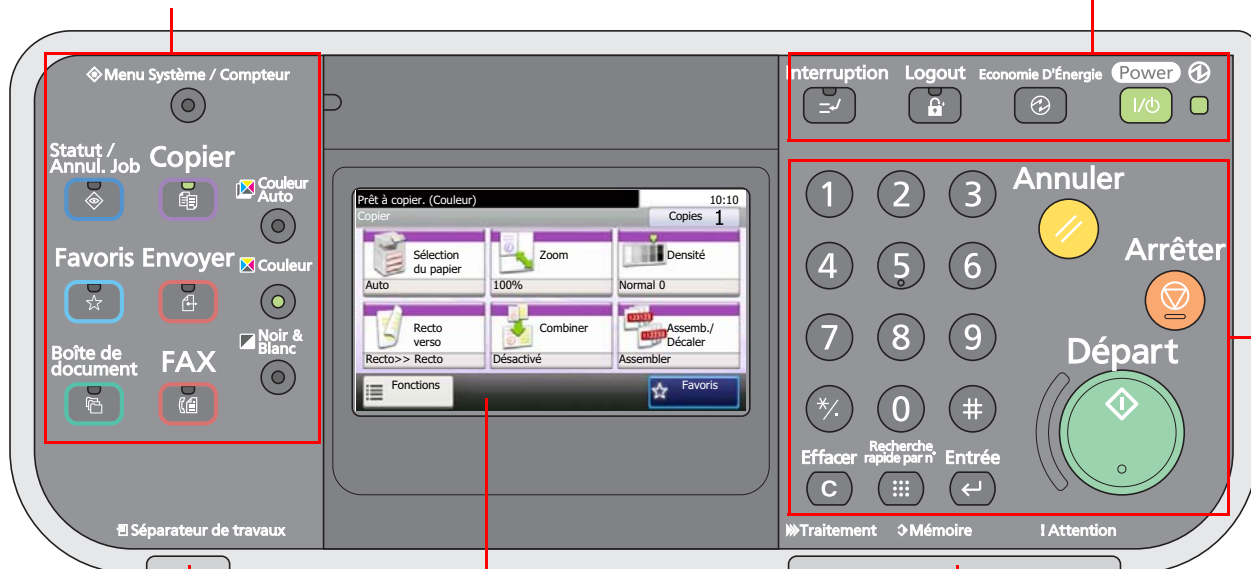 Menu Système / Compteur
Statut /
Annul. Job
Copier
Couleur
Auto
Favoris
Envoyer
Couleur
Noir &
Blanc
Boîte de
document
FAX
Séparateur de travaux
Prêt à copier. (Couleur)
10:10
Copier
Copies 1
Sélection
du papier
Auto
Zoom
100%
Densité
Normal 0
Recto
verso
Recto>> Recto
Combiner
Désactivé
123123
Assemb./
Décaler
Assembler
Fonctions
Favoris
Interruption
Logout
Economie D'Énergie
Power
1 2 3
4 5 6
7 8 9
*/. 0 #
Annuler
Arrêter
Départ
Effacer
Recherche
rapide par n°
Entrée
C
Traitement
Mémoire
! Attention